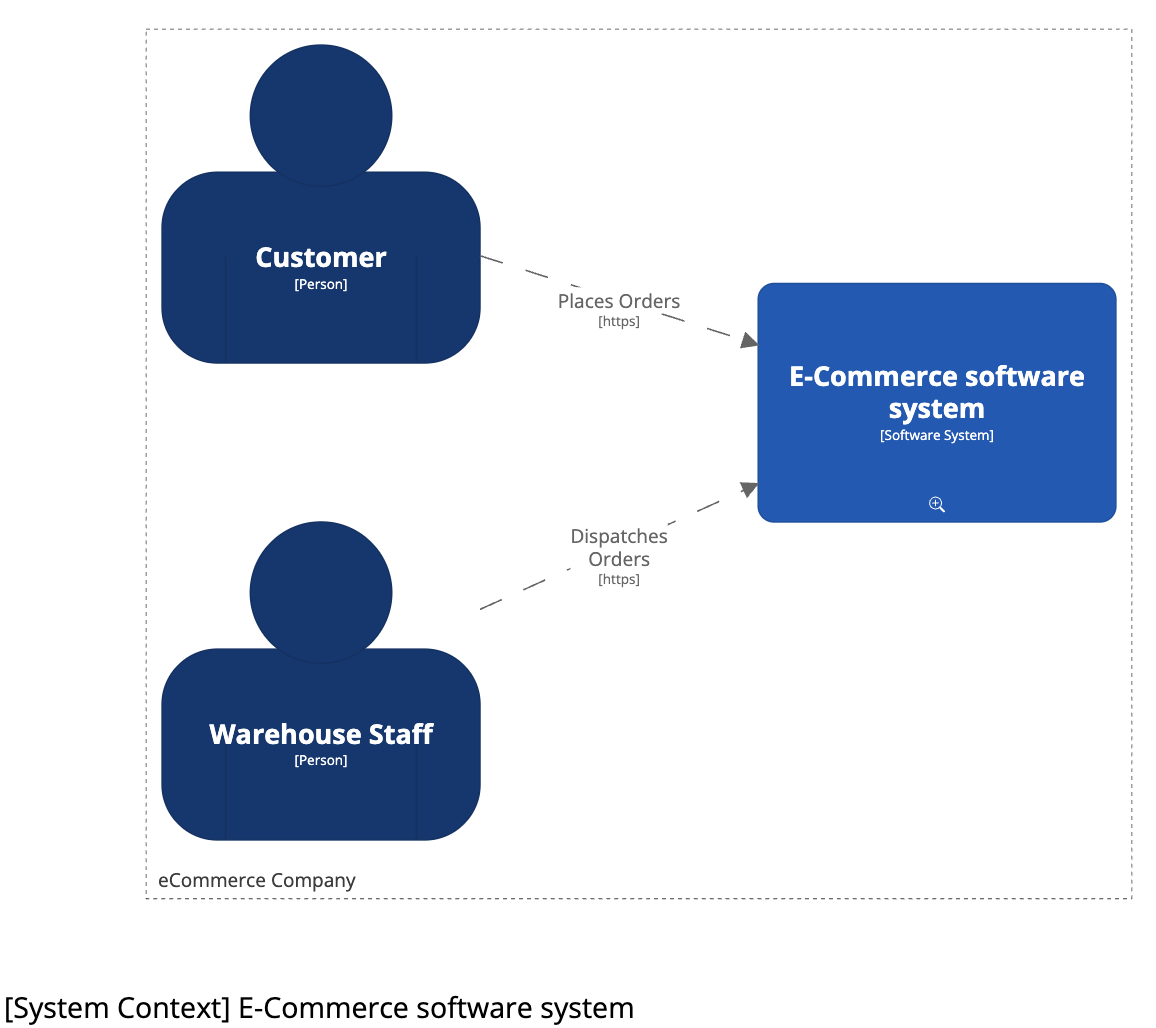 Customer
[Person]
Places Orders
[https]
E-Commerce software
system
[Software System]
Dispatches
Orders
[https]
Warehouse Staff
[Person]
eCommerce Company
[System Context] E-Commerce software system